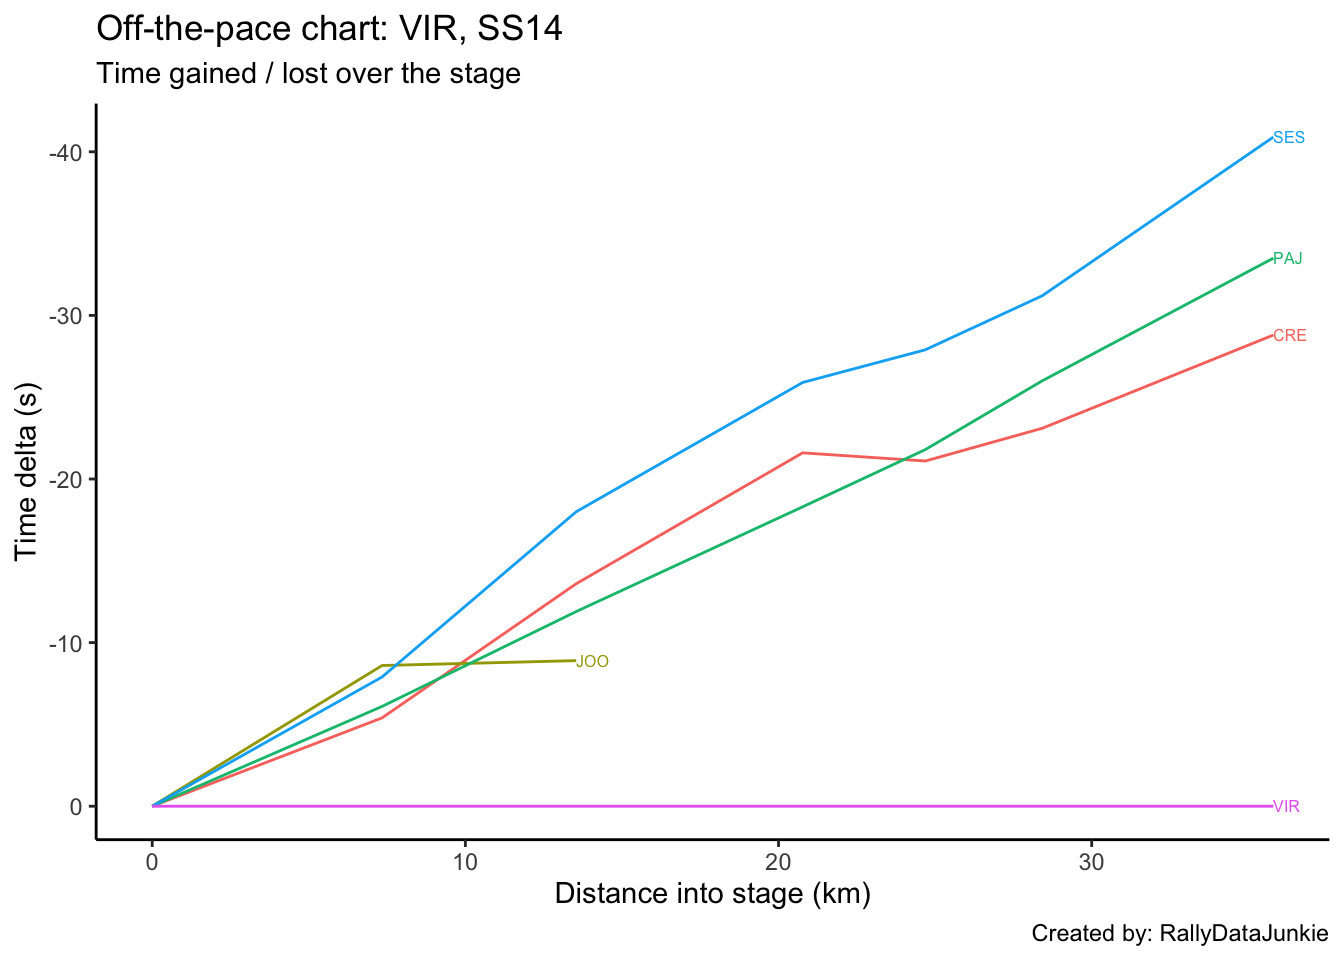 Off-the-pace chart: VIR, SS14
Time gained / lost over the stage
Time delta (s)
-40
-30
-20
-10
0
SES
PAJ
CRE
JOO
VIR
0 10 20 30
Distance into stage (km)
Created by: RallyDataJunkie